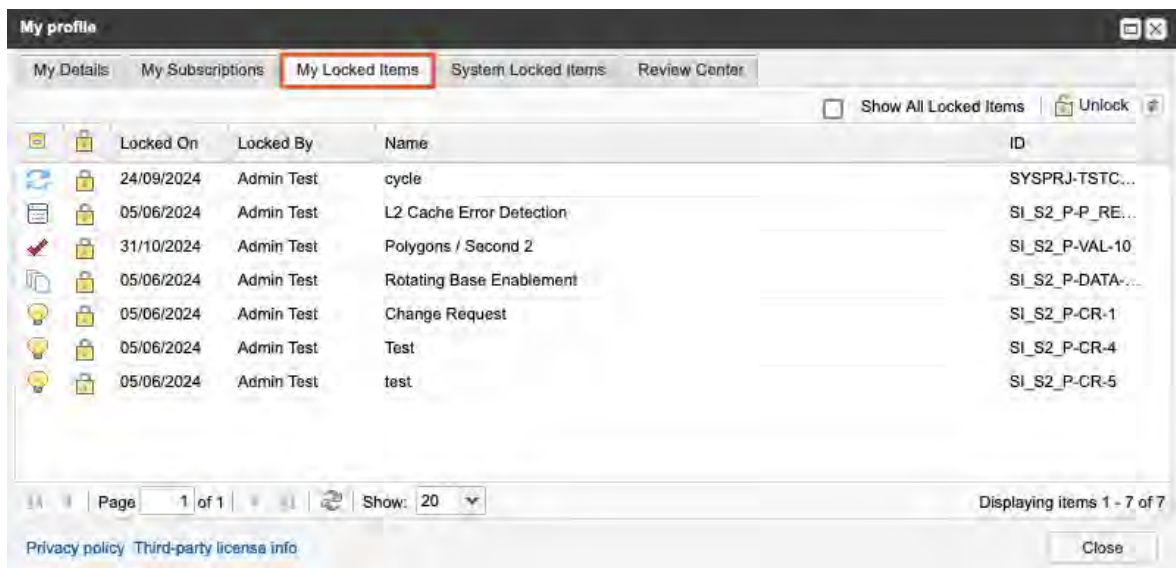 My profile
My Details My Subscriptions My Locked Items System Locked Items Review Center
Show All Locked Items Unlock
Locked On Locked By Name ID
24/09/2024 Admin Test cycle SYSPRJ-TSTC...
05/06/2024 Admin Test L2 Cache Error Detection SI_S2_P-P_RE...
31/10/2024 Admin Test Polygons / Second 2 SI_S2_P-VAL-10
05/06/2024 Admin Test Rotating Base Enablement SI_S2_P-DATA-...
05/06/2024 Admin Test Change Request SI_S2_P-CR-1
05/06/2024 Admin Test Test SI_S2_P-CR-4
05/06/2024 Admin Test test SI_S2_P-CR-5
Page 1 of 1 Show: 20 Displaying items 1 - 7 of 7
Privacy policy Third-party license info Close